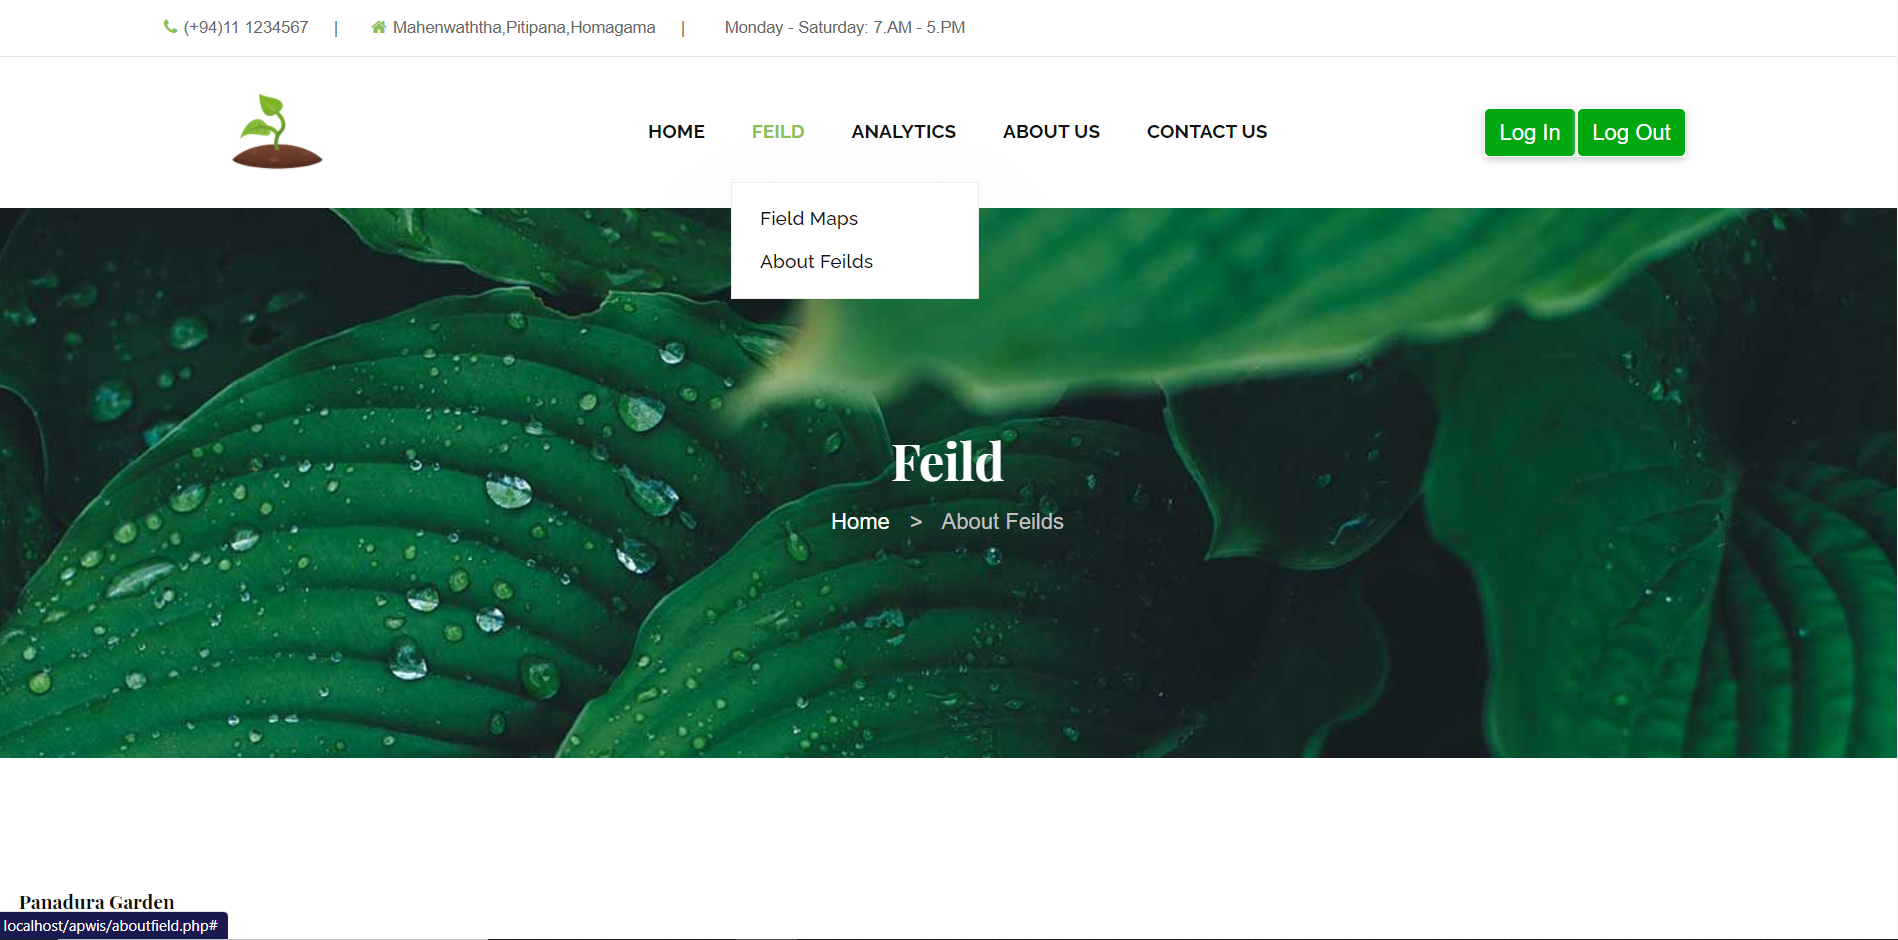 (+94)11 1234567 | Mahenwaththa,Pitipana,Homagama | Monday - Saturday: 7.AM - 5.PM
HOME FEILD ANALYTICS ABOUT US CONTACT US Log In Log Out
Field Maps
About Feilds
Feild
Home > About Feilds
Panadura Garden
localhost/apwis/aboutfield.php#